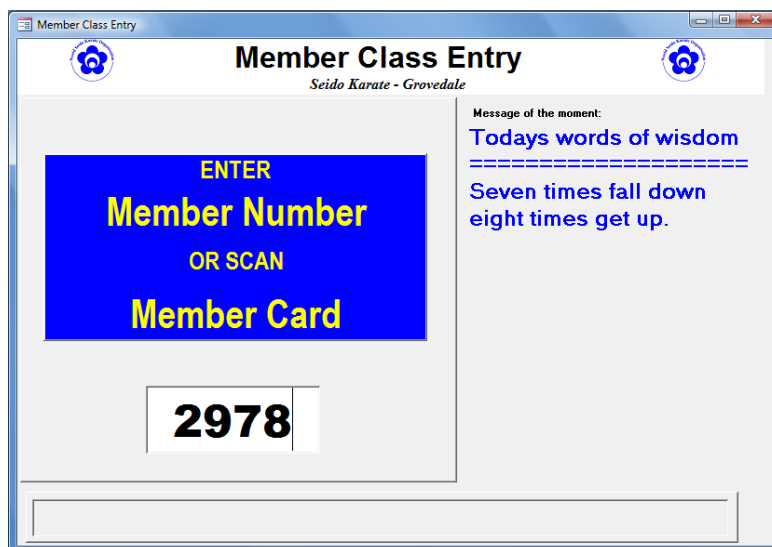 Member Class Entry
Member Class Entry
Seido Karate - Grovedale
ENTER
Member Number
OR SCAN
Member Card
2978
Message of the moment:
Todays words of wisdom
====================
Seven times fall down
eight times get up.